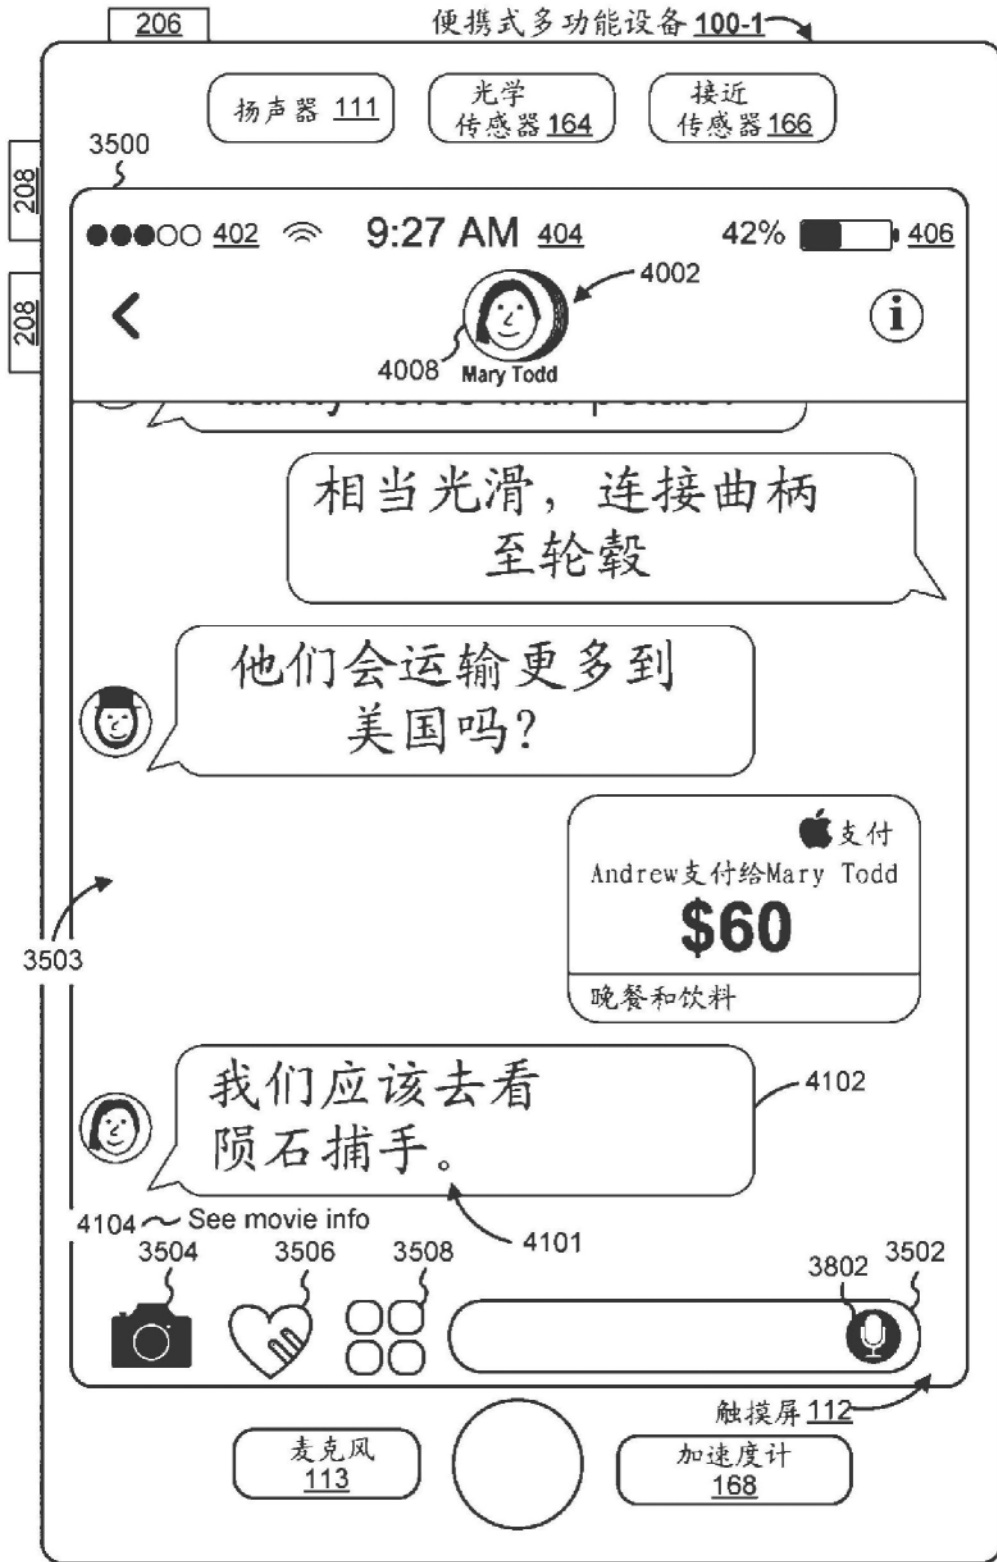 206
便携式多功能设备 100-1
扬声器 111
光学
传感器 164
接近
传感器 166
3500
208
208
402
9:27 AM 404
42% 406
4002
4008
Mary Todd
相当光滑，连接曲柄
至轮毂
他们会运输更多到
美国吗?
支付
Andrew支付给Mary Todd
$60
晚餐和饮料
3503
我们应该去看
陨石捕手。
4102
4104
See movie info
4101
3504
3506
3508
3802
3502
触摸屏 112
麦克风
113
加速度计
168